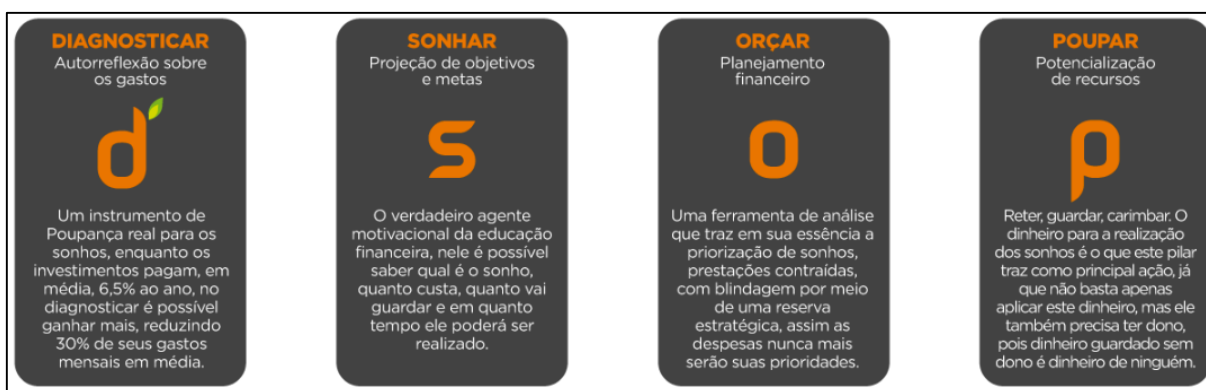 DIAGNOSTICAR
Autorreflexão sobre
os gastos
d
Um instrumento de
Poupança real para os
sonhos, enquanto os
investimentos pagam, em
média, 6,5% ao ano, no
diagnosticar é possível
ganhar mais, reduzindo
30% de seus gastos
mensais em média.
SONHAR
Projeção de objetivos
e metas
s
O verdadeiro agente
motivacional da educação
financeira, nele é possível
saber qual é o sonho,
quanto custa, quanto vai
guardar e em quanto
tempo ele poderá ser
realizado.
ORÇAR
Planejamento
financeiro
o
Uma ferramenta de análise
que traz em sua essência a
priorização de sonhos,
prestações contraídas,
com blindagem por meio
de uma reserva
estratégica, assim as
despesas nunca mais
serão suas prioridades.
POUPAR
Potencialização
de recursos
p
Reter, guardar, carimbar. O
dinheiro para a realização
dos sonhos é o que este pilar
traz como principal ação, já
que não basta apenas
aplicar este dinheiro, mas ele
também precisa ter dono,
pois dinheiro guardado sem
dono é dinheiro de ninguém.